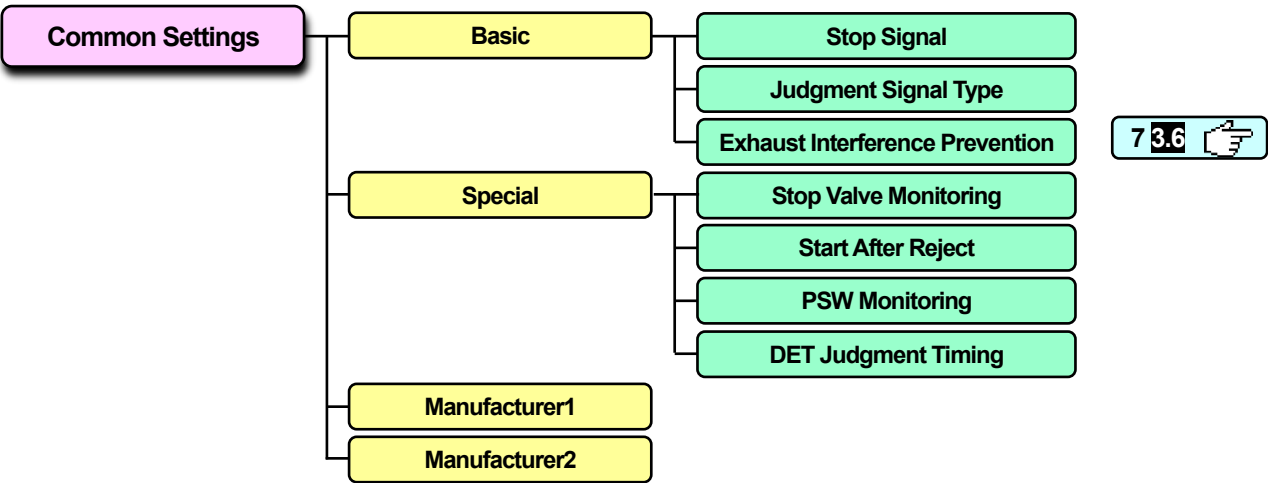 Common Settings
Basic
Stop Signal
Judgment Signal Type
Exhaust Interference Prevention
7 3.6
Special
Stop Valve Monitoring
Start After Reject
PSW Monitoring
DET Judgment Timing
Manufacturer1
Manufacturer2